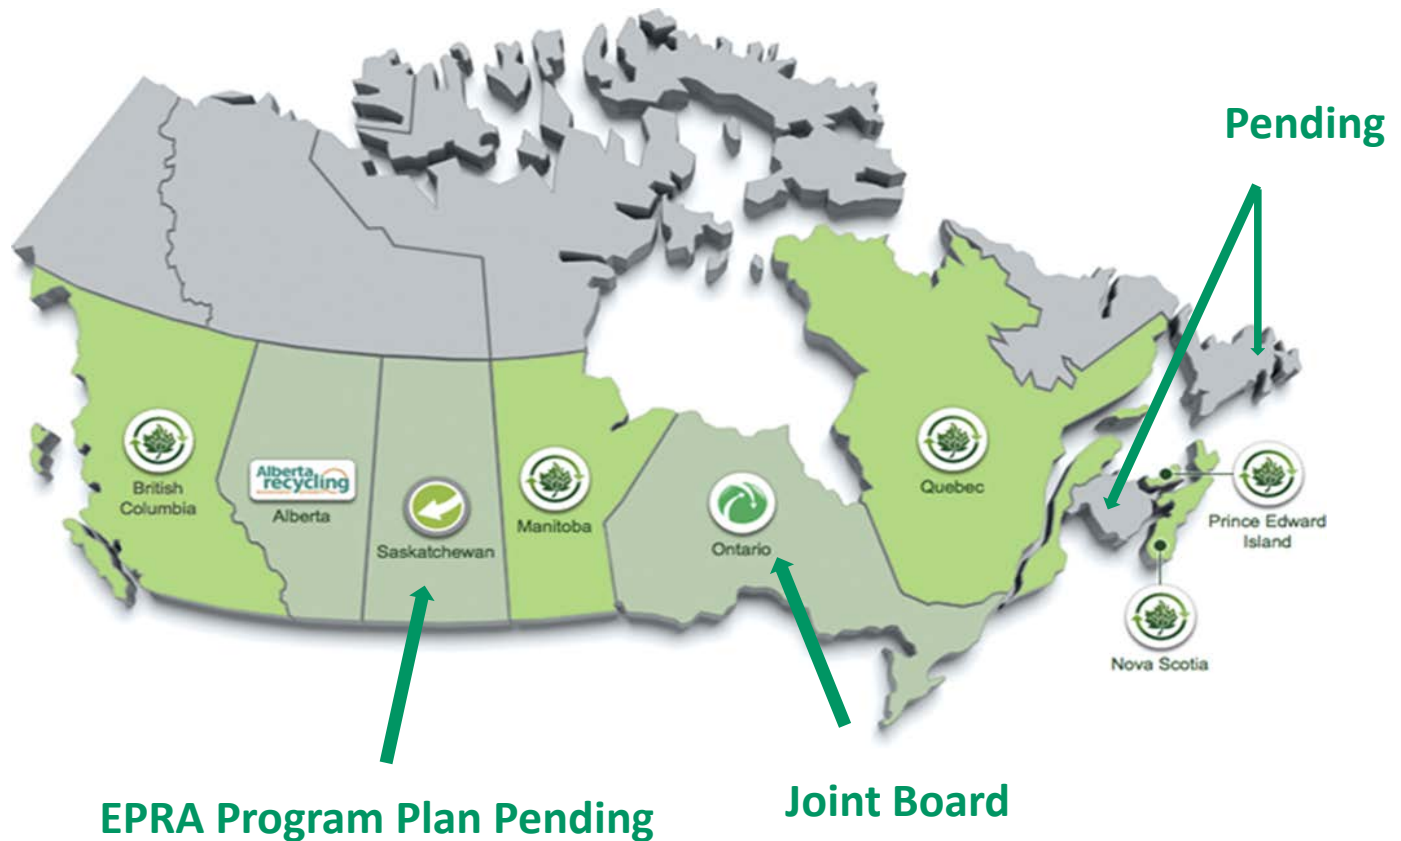 Pending
British
Columbia
Alberta
recycling
Alberta
Saskatchewan
Manitoba
Ontario
Quebec
Prince Edward
Island
Nova Scotia
EPRA Program Plan Pending
Joint Board